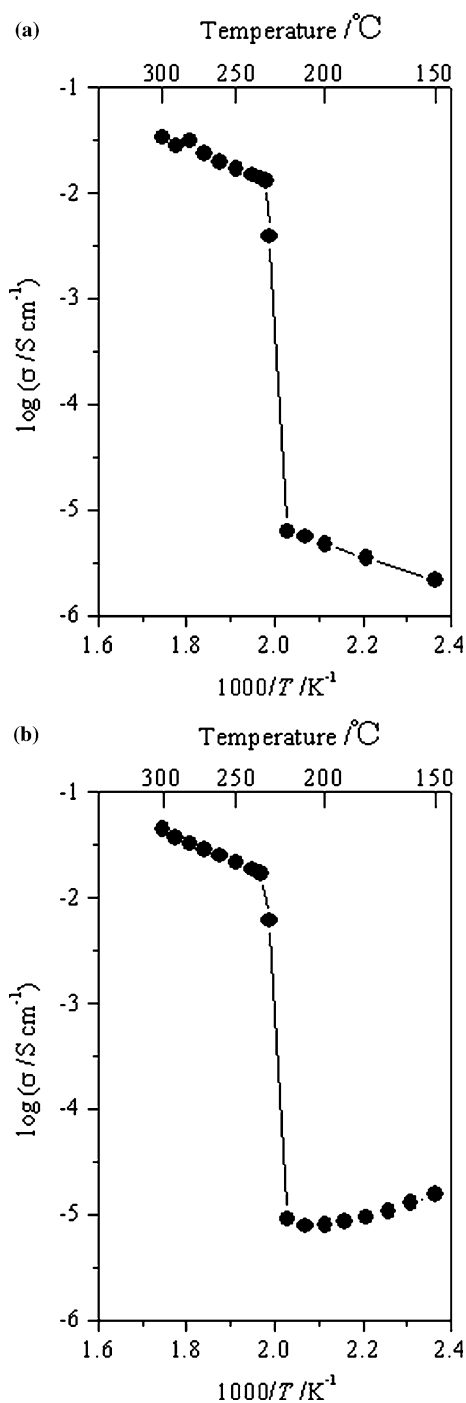 (a)
Temperature /°C
300 250 200 150
-1
-2
-3
-4
-5
-6
log (σ /S cm⁻¹)
1.6 1.8 2.0 2.2 2.4
1000/T /K⁻¹
(b)
Temperature /°C
300 250 200 150
-1
-2
-3
-4
-5
-6
log (σ /S cm⁻¹)
1.6 1.8 2.0 2.2 2.4
1000/T /K⁻¹